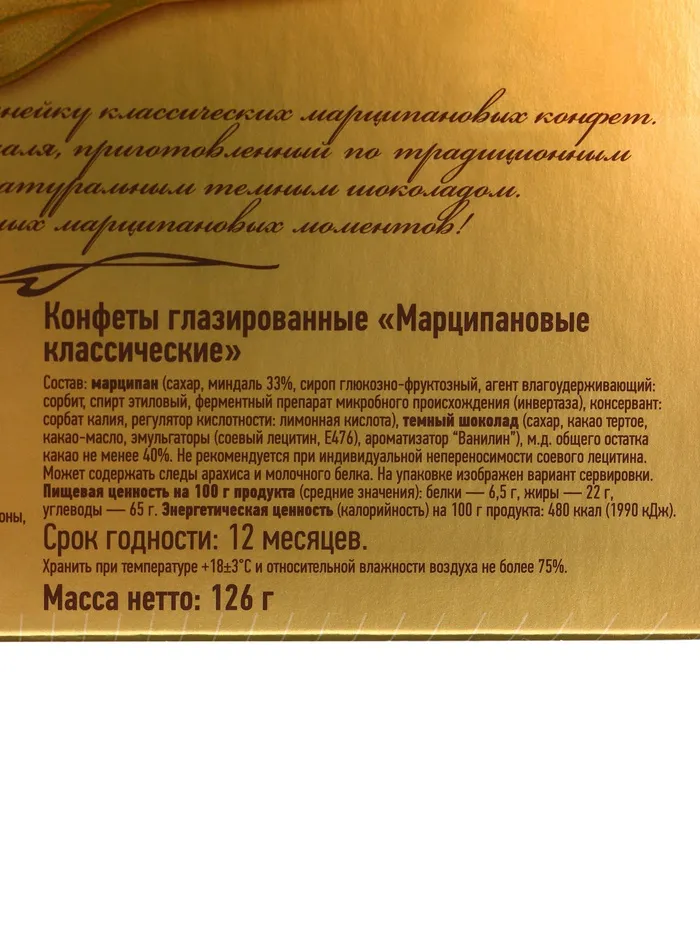 классических марципановых конфет.
приготовленный по традиционным
темным шоколадом.
марципановых моментов!
Конфеты глазированные «Марципановые
классические»
Состав: марципан (сахар, миндаль 33%, сироп глюкозно-фруктозный, агент влагоудерживающий:
сорбит, спирт этиловый, ферментный препарат микробного происхождения (инвертаза), консервант:
сорбат калия, регулятор кислотности: лимонная кислота), темный шоколад (сахар, какао тертое,
какао-масло, эмульгаторы (соевый лецитин, Е476), ароматизатор "Ванилин"), м.д. общего остатка
какао не менее 40%. Не рекомендуется при индивидуальной непереносимости соевого лецитина.
Может содержать следы арахиса и молочного белка. На упаковке изображен вариант сервировки.
Пищевая ценность на 100 г продукта (средние значения): белки — 6,5 г, жиры — 22 г,
углеводы — 65 г. Энергетическая ценность (калорийность) на 100 г продукта: 480 ккал (1990 кДж).
Срок годности: 12 месяцев.
Хранить при температуре +18±3°С и относительной влажности воздуха не более 75%.
Масса нетто: 126 г